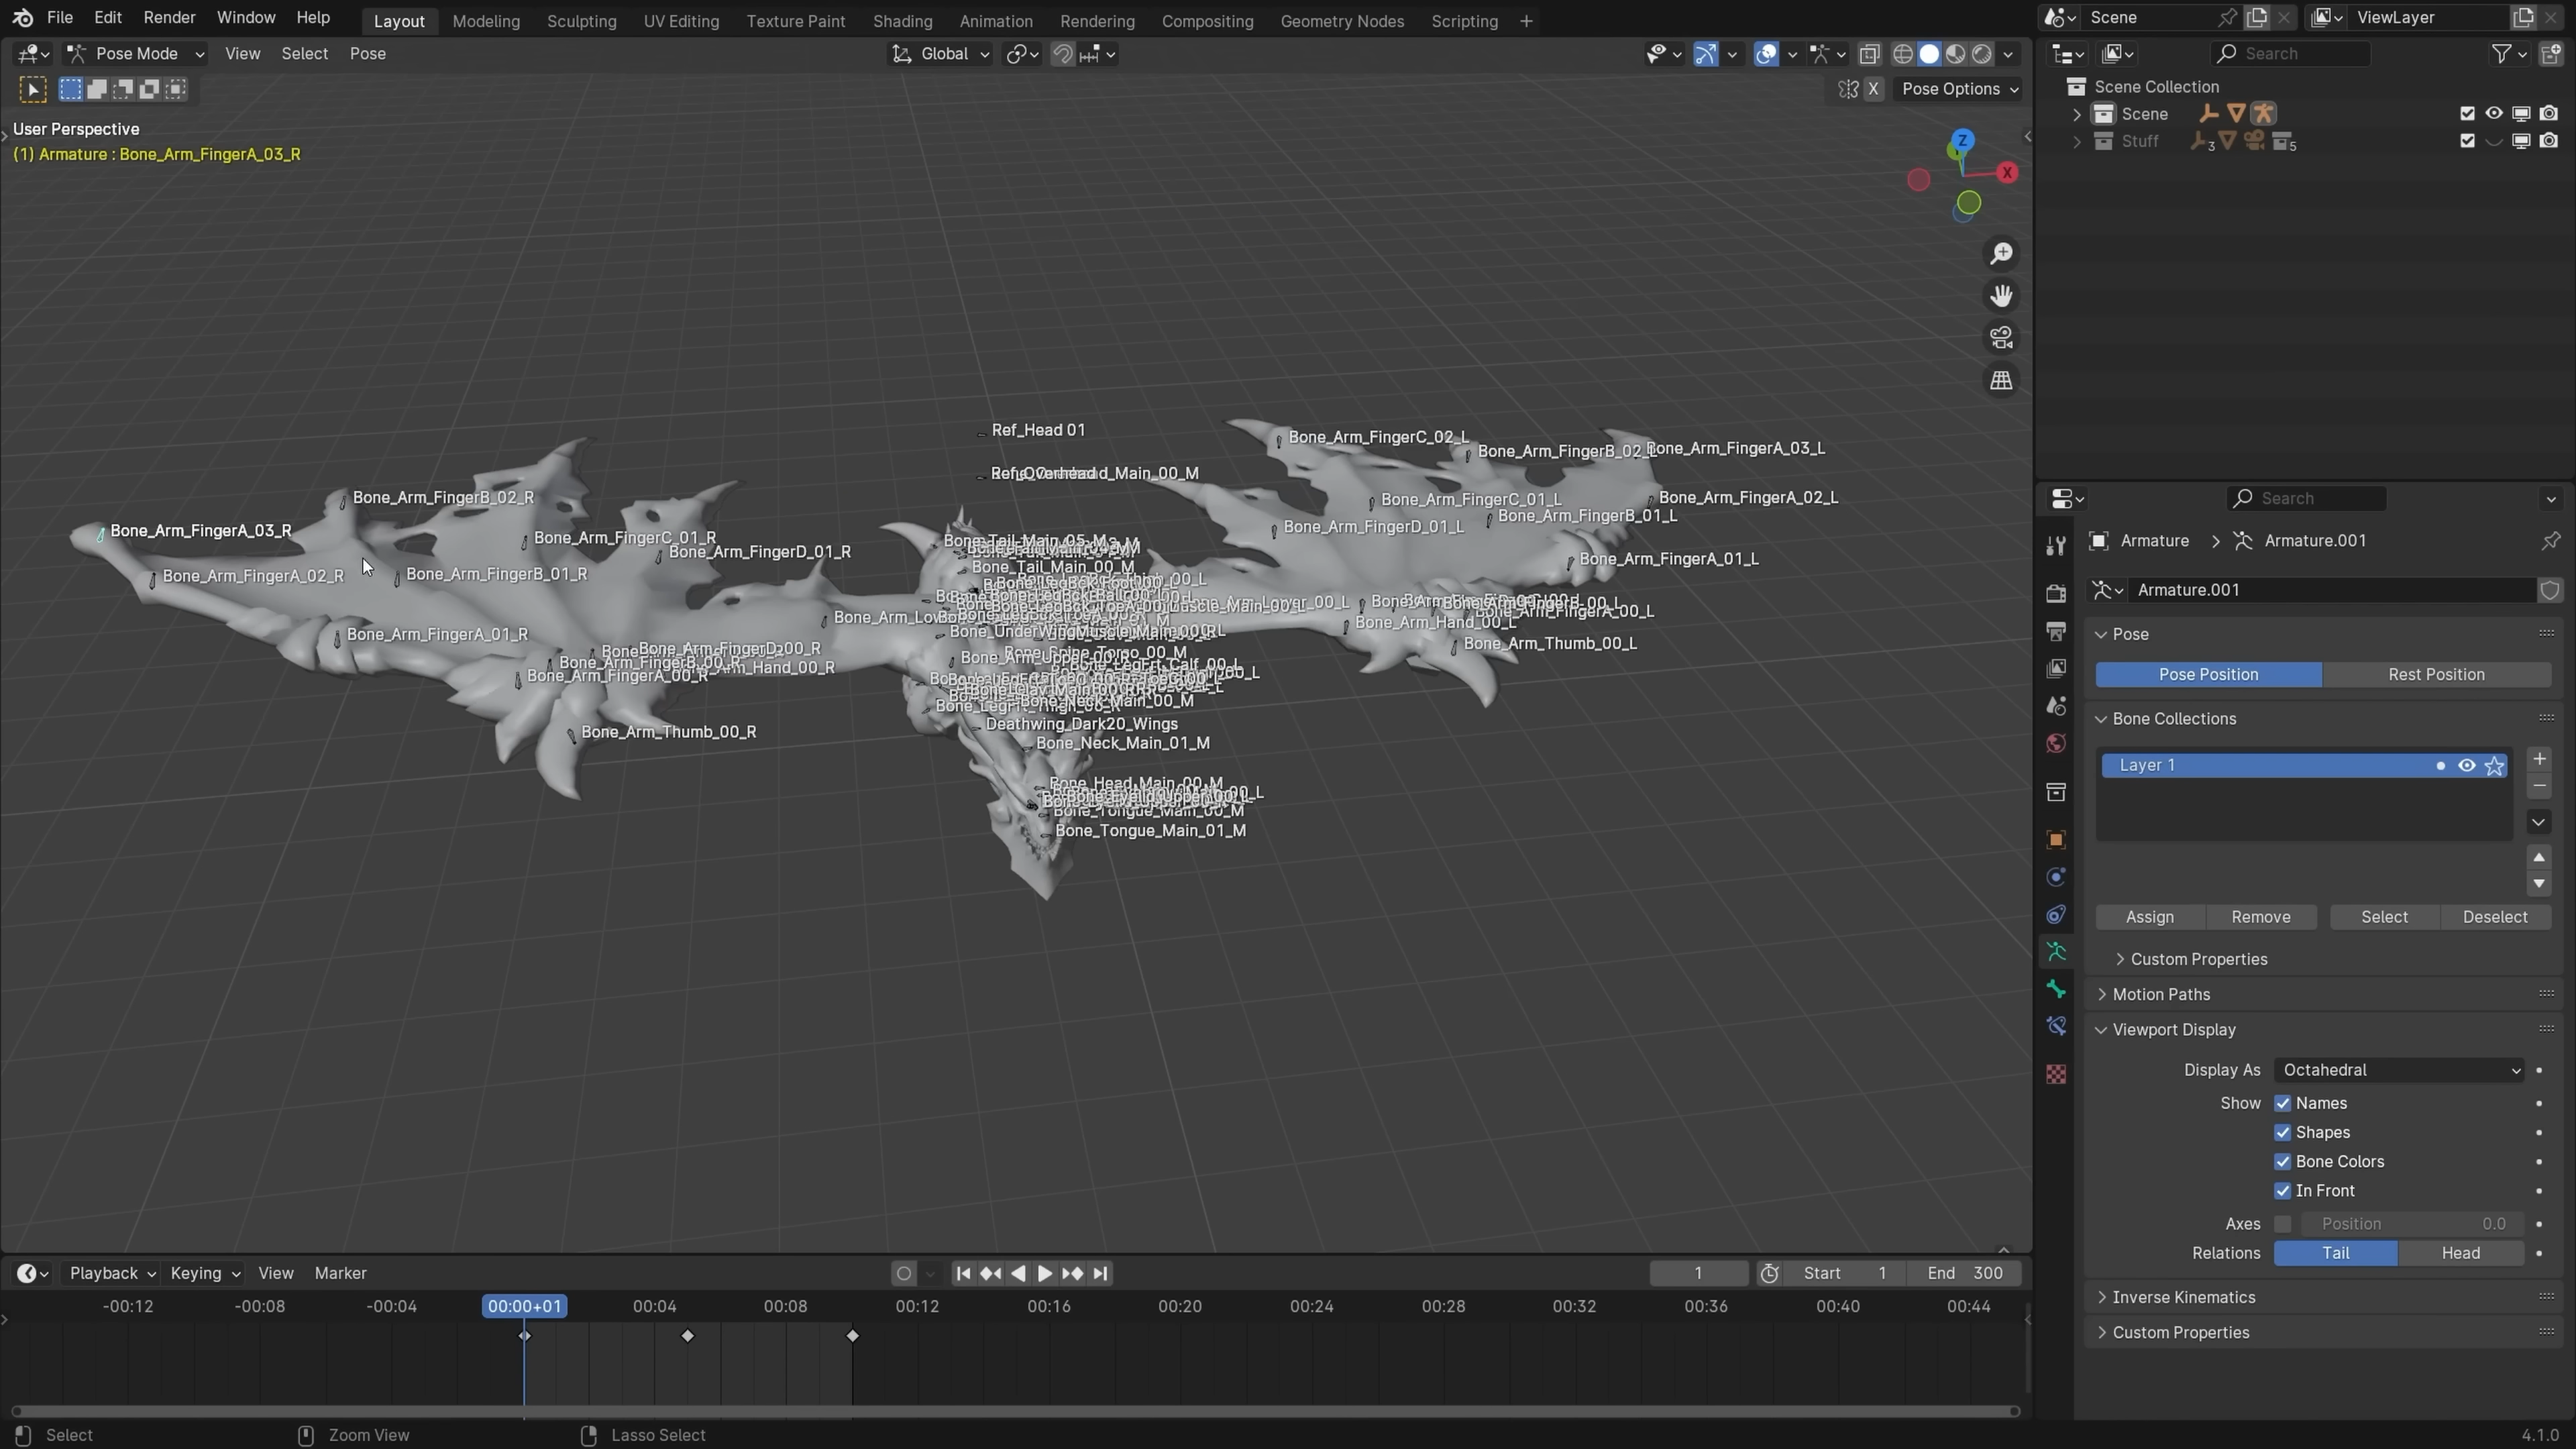 File Edit Render Window Help
Layout Modeling Sculpting UV Editing Texture Paint Shading Animation Rendering Compositing Geometry Nodes Scripting +
Scene
ViewLayer
Pose Mode View Select Pose
Global
Search
X Pose Options
Scene Collection
Scene
Stuff 3 5
User Perspective
(1) Armature : Bone_Arm_FingerA_03_R
Z
X
Ref_Head 01
Bone_Arm_FingerC_02_L
Bone_Arm_FingerB_02_L
Bone_Arm_FingerA_03_L
Bone_Arm_FingerB_02_R
Bone_Arm_FingerC_01_L
Bone_Arm_FingerA_02_L
Bone_Arm_FingerB_01_L
Bone_Arm_FingerA_03_R
Bone_Arm_FingerD_01_L
Bone_Arm_FingerC_01_R
Bone_Tail_Main_05_M
Bone_Arm_FingerD_01_R
Bone_Arm_FingerA_01_L
Bone_Tail_Main_00_M
Bone_Arm_FingerA_02_R
Bone_Arm_FingerB_01_R
Bone_Arm_Hand_00_L
Bone_Arm_FingerA_01_R
Bone_Arm_Thumb_00_L
Bone_Arm_FingerA_00_R
Bone_Neck_Main_00_M
Deathwing_Dark20_Wings
Bone_Arm_Thumb_00_R
Bone_Neck_Main_01_M
Bone_Head_Main_00_M
Bone_Tongue_Main_00_M
Bone_Tongue_Main_01_M
Search
Armature > Armature.001
Armature.001
Pose
Pose Position Rest Position
Bone Collections
Layer 1
Assign Remove Select Deselect
Custom Properties
Motion Paths
Viewport Display
Display As Octahedral
Show Names
Shapes
Bone Colors
In Front
Axes Position 0.0
Relations Tail Head
Inverse Kinematics
Custom Properties
Playback Keying View Marker
1 Start 1 End 300
-00:12 -00:08 -00:04 00:00+01 00:04 00:08 00:12 00:16 00:20 00:24 00:28 00:32 00:36 00:40 00:44
Select Zoom View Lasso Select
4.1.0